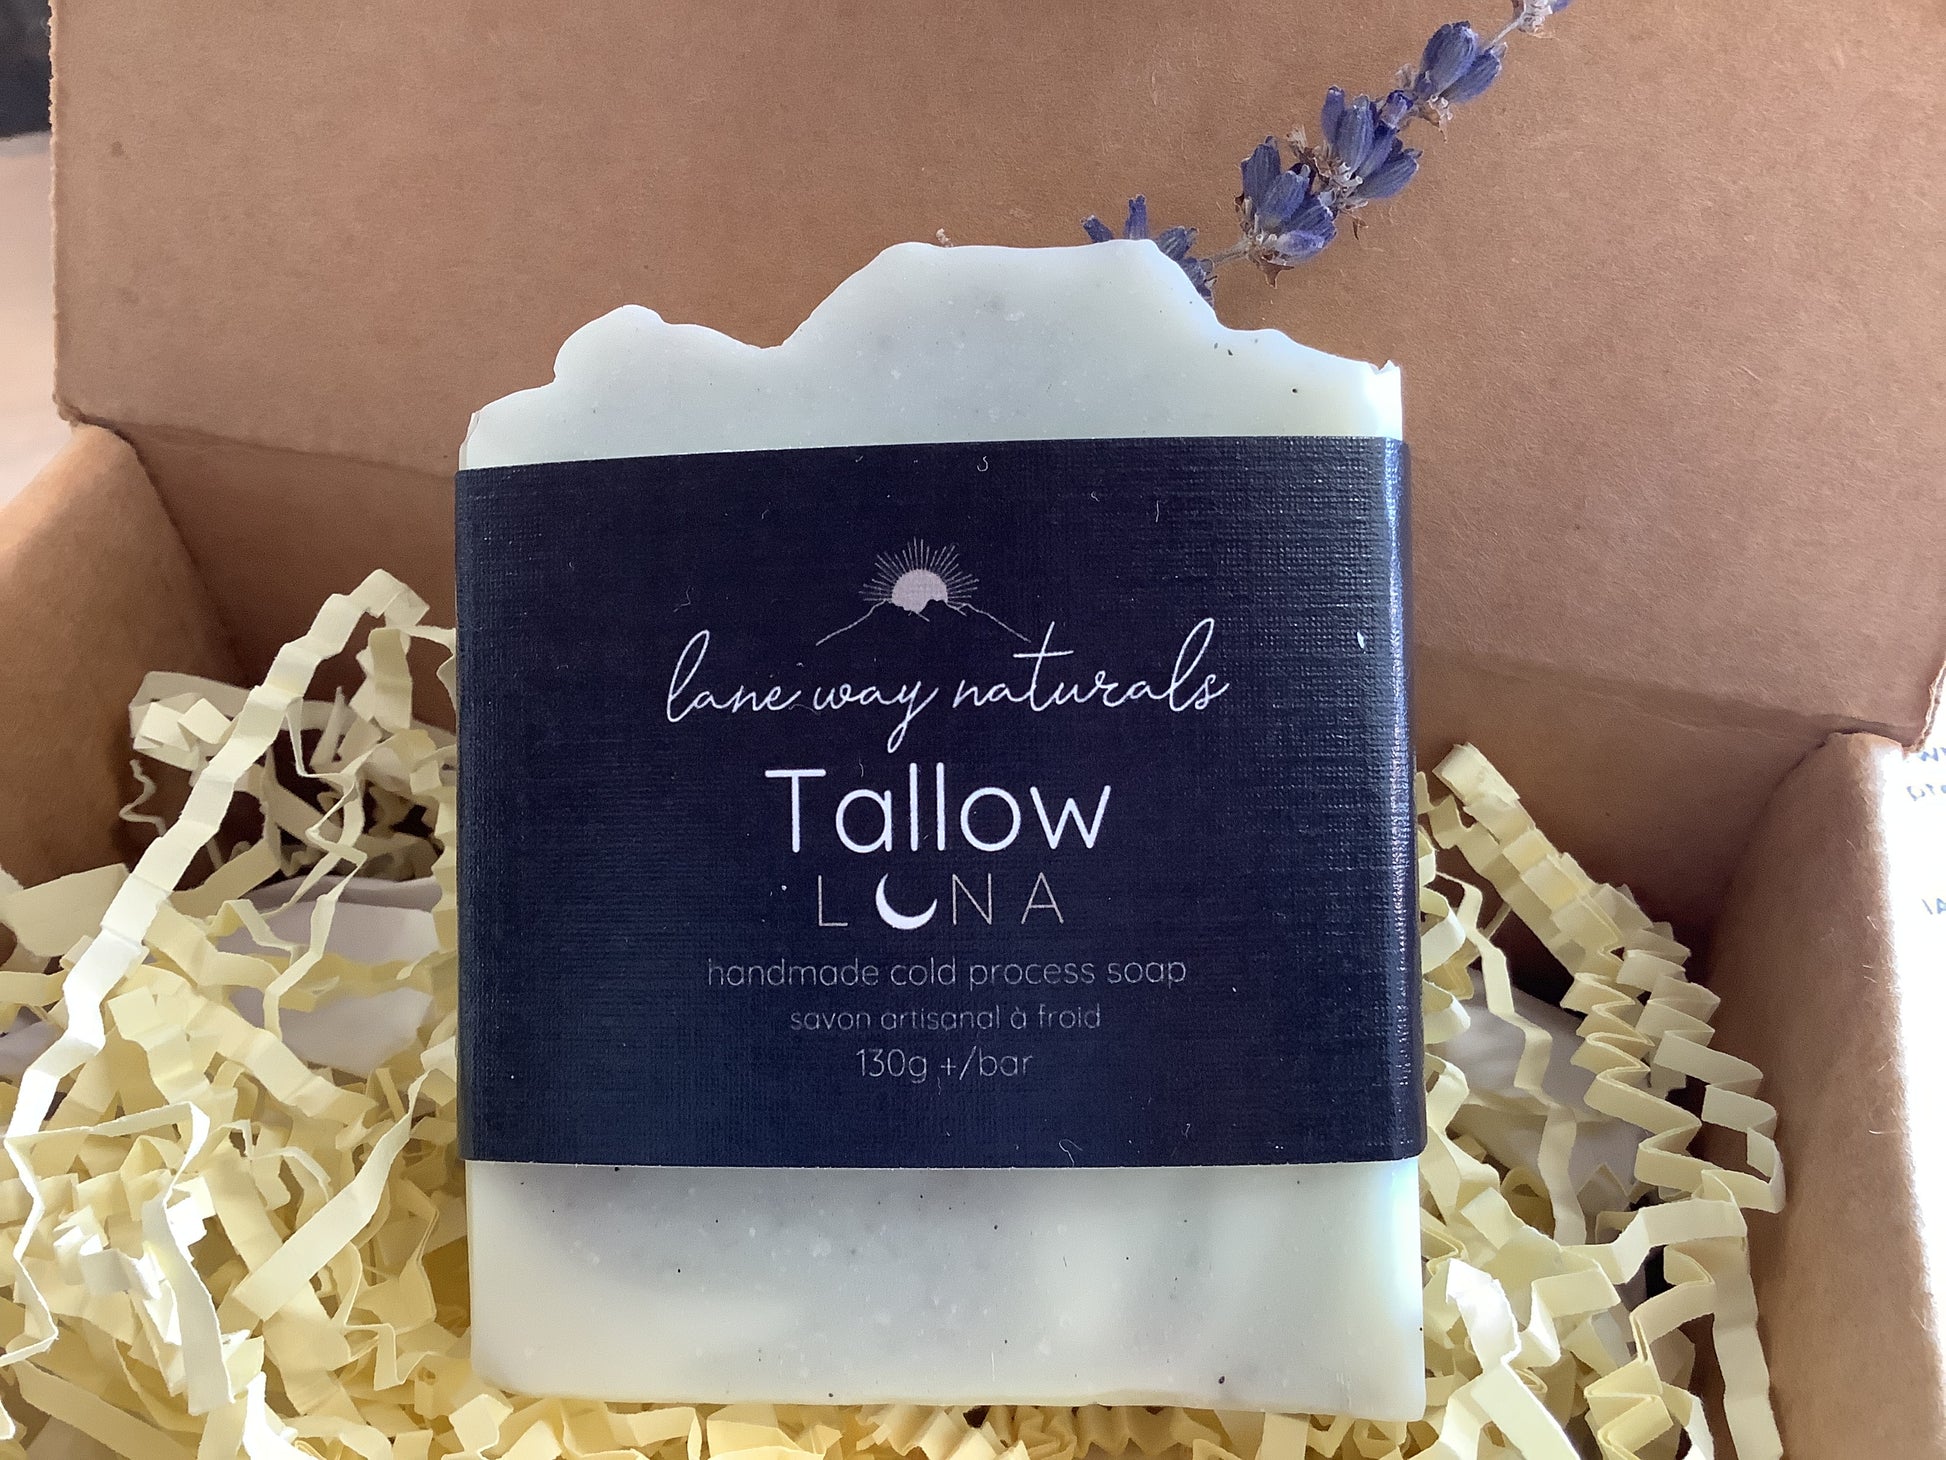 lane way naturals
Tallow
LUNA
handmade cold process soap
savon artisanal à froid
130g +/bar